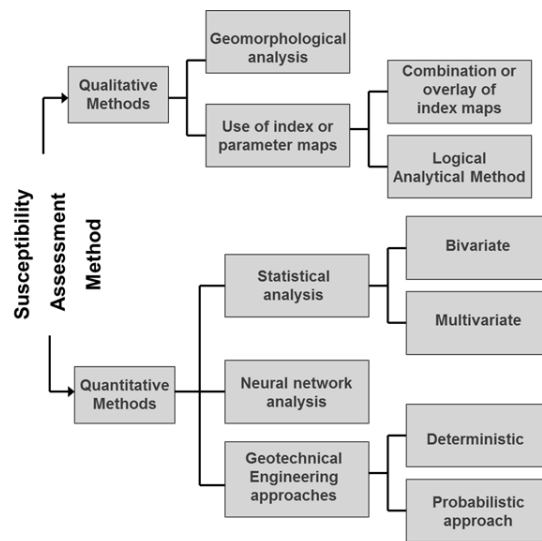 Susceptibility
Assessment
Method
Qualitative
Methods
Geomorphological
analysis
Use of index or
parameter maps
Combination or
overlay of
index maps
Logical
Analytical Method
Quantitative
Methods
Statistical
analysis
Bivariate
Multivariate
Neural network
analysis
Geotechnical
Engineering
approaches
Deterministic
Probabilistic
approach